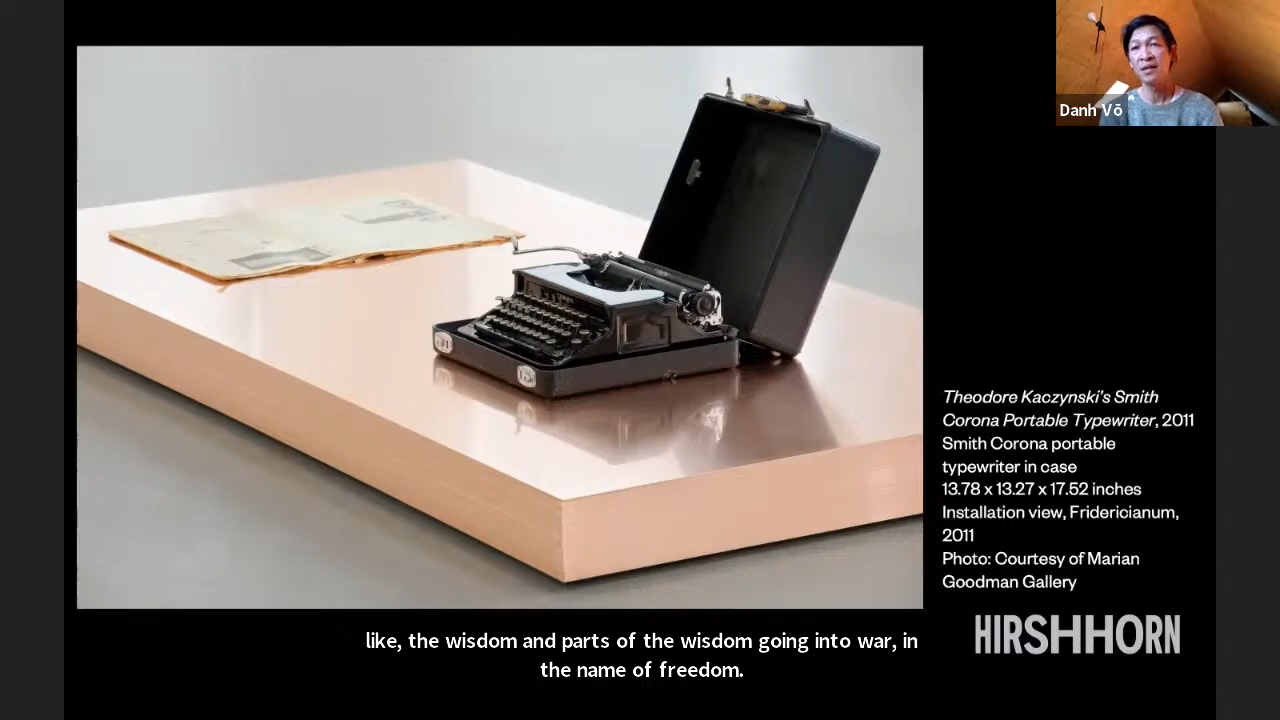 Danh Võ
Theodore Kaczynski's Smith
Corona Portable Typewriter, 2011
Smith Corona portable
typewriter in case
13.78 x 13.27 x 17.52 inches
Installation view, Fridericianum,
2011
Photo: Courtesy of Marian
Goodman Gallery
HIRSHHORN
like, the wisdom and parts of the wisdom going into war, in
the name of freedom.